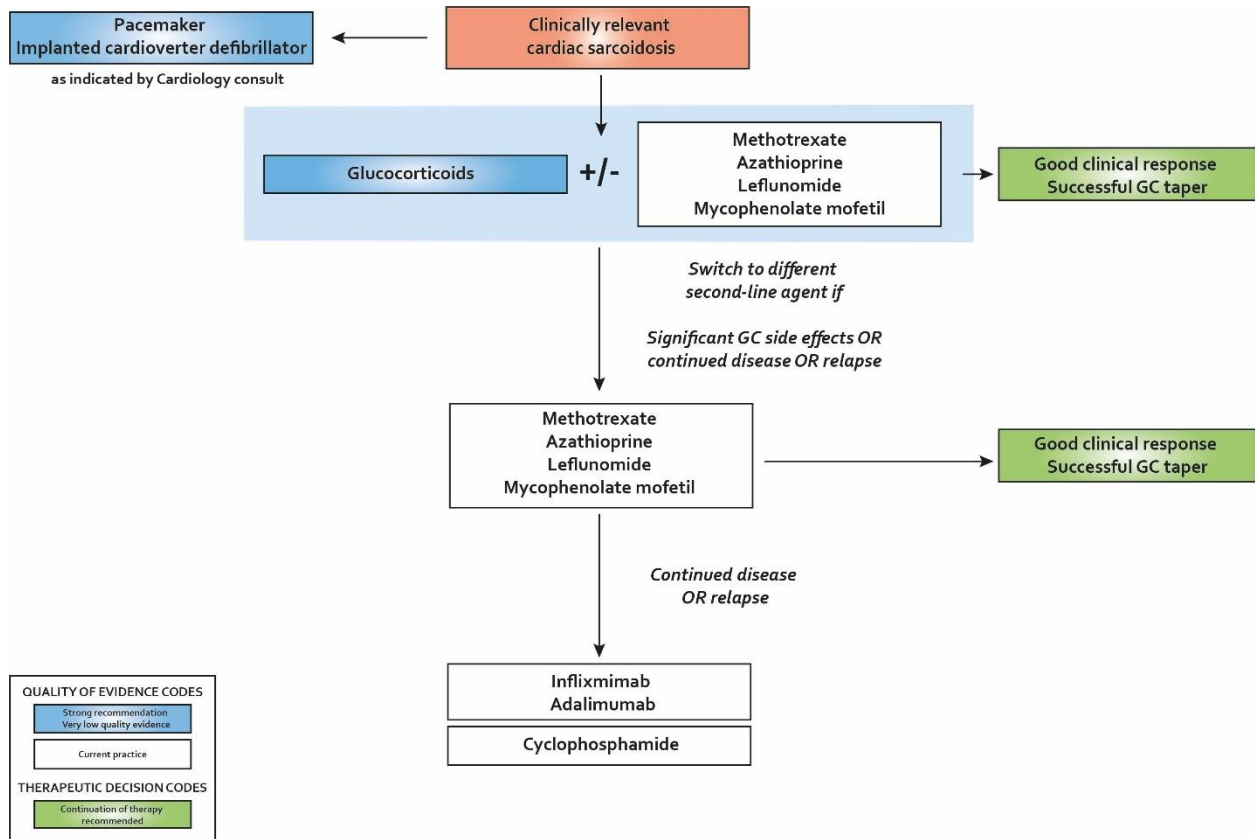 Pacemaker
Implanted cardioverter defibrillator
as indicated by Cardiology consult
Clinically relevant
cardiac sarcoidosis
Glucocorticoids
+/-
Methotrexate
Azathioprine
Leflunomide
Mycophenolate mofetil
Good clinical response
Successful GC taper
Switch to different
second-line agent if
Significant GC side effects OR
continued disease OR relapse
Methotrexate
Azathioprine
Leflunomide
Mycophenolate mofetil
Good clinical response
Successful GC taper
Continued disease
OR relapse
Inflixmimab
Adalimumab
Cyclophosphamide
QUALITY OF EVIDENCE CODES
Strong recommendation
Very low quality evidence
Current practice
THERAPEUTIC DECISION CODES
Continuation of therapy
recommended